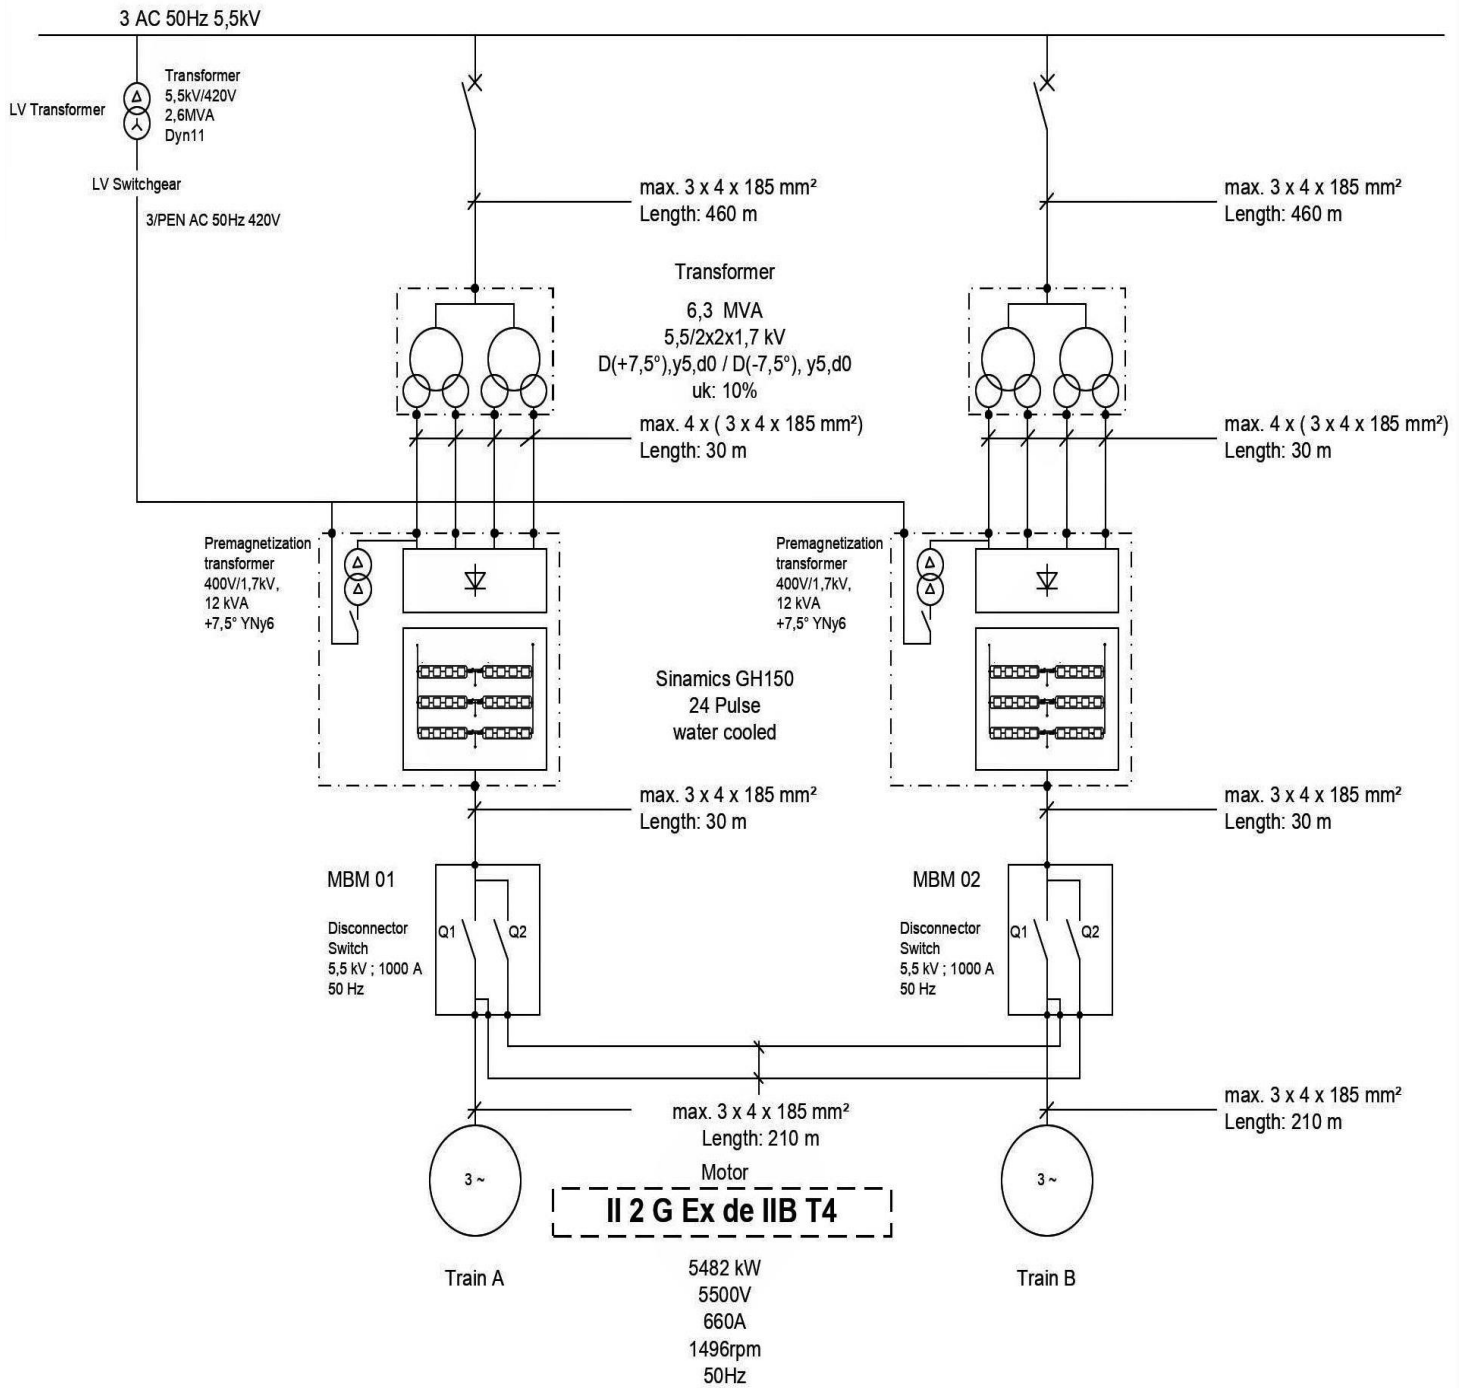 3 AC 50Hz 5,5kV
LV Transformer
Transformer
5,5kV/420V
2,6MVA
Dyn11
LV Switchgear
3/PEN AC 50Hz 420V
max. 3 x 4 x 185 mm²
Length: 460 m
max. 3 x 4 x 185 mm²
Length: 460 m
Transformer
6,3 MVA
5,5/2x2x1,7 kV
D(+7,5°),y5,d0 / D(-7,5°), y5,d0
uk: 10%
max. 4 x ( 3 x 4 x 185 mm²)
Length: 30 m
max. 4 x ( 3 x 4 x 185 mm²)
Length: 30 m
Premagnetization
transformer
400V/1,7kV,
12 kVA
+7,5° YNy6
Premagnetization
transformer
400V/1,7kV,
12 kVA
+7,5° YNy6
Sinamics GH150
24 Pulse
water cooled
max. 3 x 4 x 185 mm²
Length: 30 m
max. 3 x 4 x 185 mm²
Length: 30 m
MBM 01
Disconnector
Switch
5,5 kV ; 1000 A
50 Hz
Q1
Q2
MBM 02
Disconnector
Switch
5,5 kV ; 1000 A
50 Hz
Q1
Q2
max. 3 x 4 x 185 mm²
Length: 210 m
max. 3 x 4 x 185 mm²
Length: 210 m
3 ~
Motor
II 2 G Ex de IIB T4
3 ~
Train A
5482 kW
5500V
660A
1496rpm
50Hz
Train B